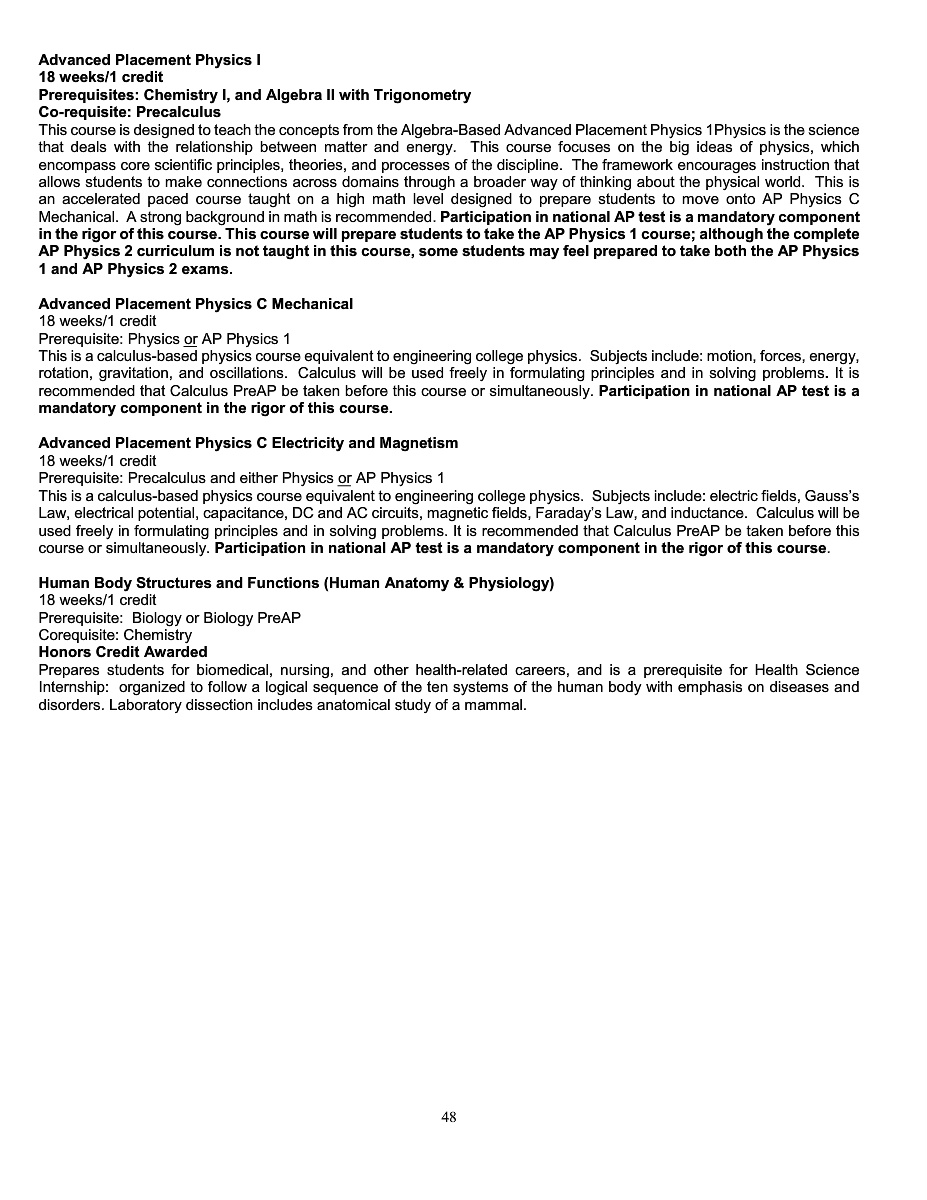 Advanced Placement Physics I
18 weeks/1 credit
Prerequisites: Chemistry I, and Algebra II with Trigonometry
Co-requisite: Precalculus
This course is designed to teach the concepts from the Algebra-Based Advanced Placement Physics 1Physics is the science
that deals with the relationship between matter and energy.  This course focuses on the big ideas of physics, which
encompass core scientific principles, theories, and processes of the discipline.  The framework encourages instruction that
allows students to make connections across domains through a broader way of thinking about the physical world.  This is
an accelerated paced course taught on a high math level designed to prepare students to move onto AP Physics C
Mechanical.  A strong background in math is recommended. Participation in national AP test is a mandatory component
in the rigor of this course. This course will prepare students to take the AP Physics 1 course; although the complete
AP Physics 2 curriculum is not taught in this course, some students may feel prepared to take both the AP Physics
1 and AP Physics 2 exams.
Advanced Placement Physics C Mechanical
18 weeks/1 credit
Prerequisite: Physics or AP Physics 1
This is a calculus-based physics course equivalent to engineering college physics.  Subjects include: motion, forces, energy,
rotation, gravitation, and oscillations.  Calculus will be used freely in formulating principles and in solving problems. It is
recommended that Calculus PreAP be taken before this course or simultaneously. Participation in national AP test is a
mandatory component in the rigor of this course.
Advanced Placement Physics C Electricity and Magnetism
18 weeks/1 credit
Prerequisite: Precalculus and either Physics or AP Physics 1
This is a calculus-based physics course equivalent to engineering college physics.  Subjects include: electric fields, Gauss’s
Law, electrical potential, capacitance, DC and AC circuits, magnetic fields, Faraday’s Law, and inductance.  Calculus will be
used freely in formulating principles and in solving problems. It is recommended that Calculus PreAP be taken before this
course or simultaneously. Participation in national AP test is a mandatory component in the rigor of this course.
Human Body Structures and Functions (Human Anatomy & Physiology)
18 weeks/1 credit
Prerequisite:  Biology or Biology PreAP
Corequisite: Chemistry
Honors Credit Awarded
Prepares students for biomedical, nursing, and other health-related careers, and is a prerequisite for Health Science
Internship:  organized to follow a logical sequence of the ten systems of the human body with emphasis on diseases and
disorders. Laboratory dissection includes anatomical study of a mammal.
48